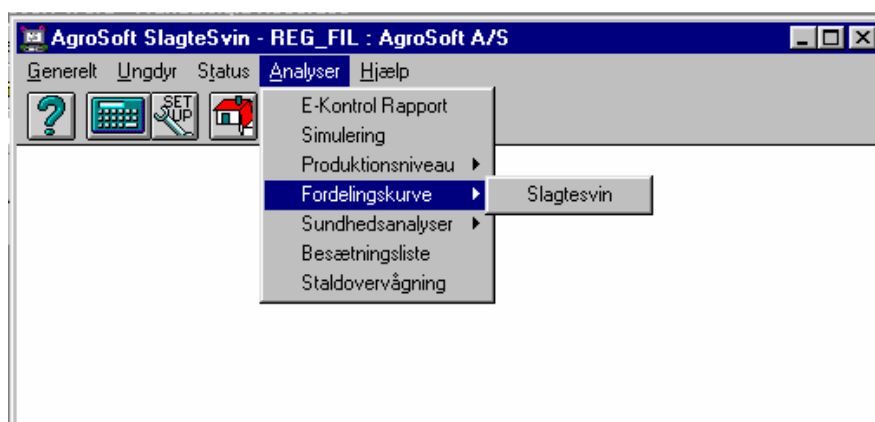 AgroSoft SlagteSvin - REG_FIL : AgroSoft A/S
Generelt Ungdyr Status Analyser Hjælp
SET UP
E-Kontrol Rapport
Simulering
Produktionsniveau
Fordelingskurve Slagtesvin
Sundhedsanalyser
Besætningsliste
Staldovervågning